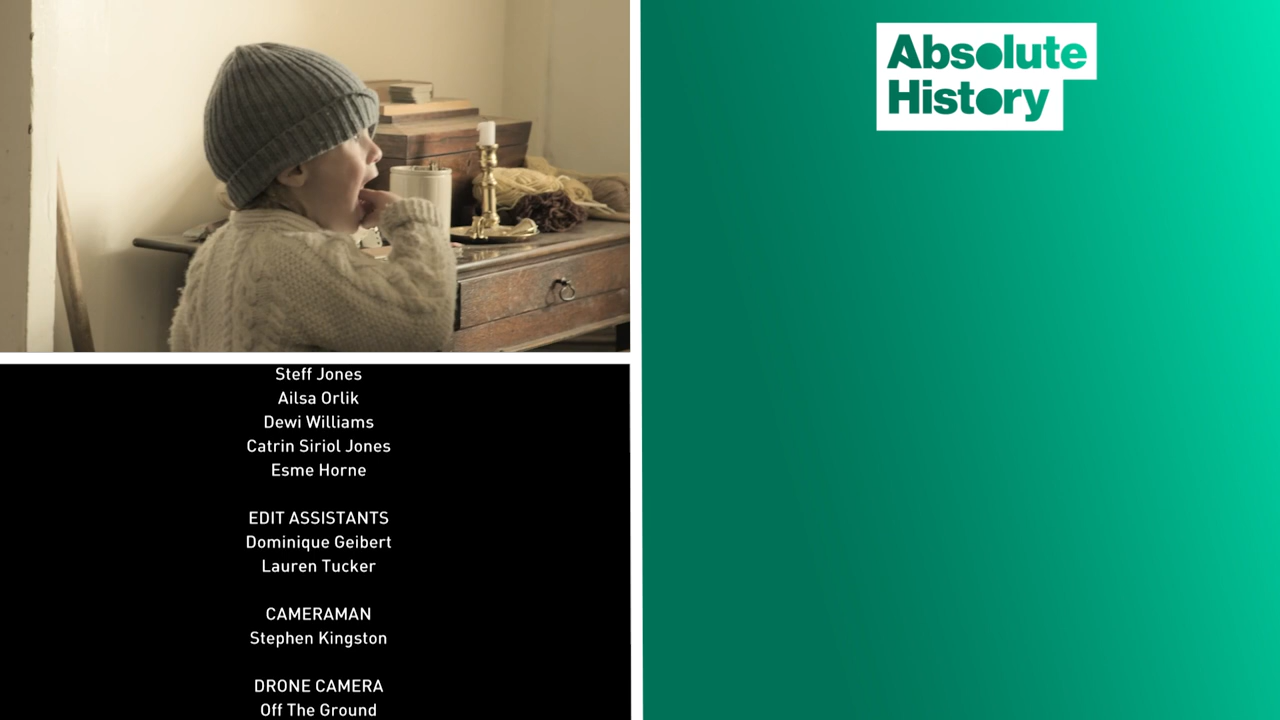 Absolute
History
Steff Jones
Ailsa Orlik
Dewi Williams
Catrin Siriol Jones
Esme Horne
EDIT ASSISTANTS
Dominique Geibert
Lauren Tucker
CAMERAMAN
Stephen Kingston
DRONE CAMERA
Off The Ground